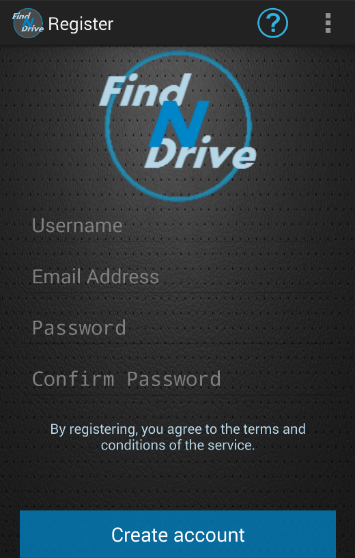 Find
N
Drive
Register
?
Find
N
Drive
Username
Email Address
Password
Confirm Password
By registering, you agree to the terms and
conditions of the service.
Create account